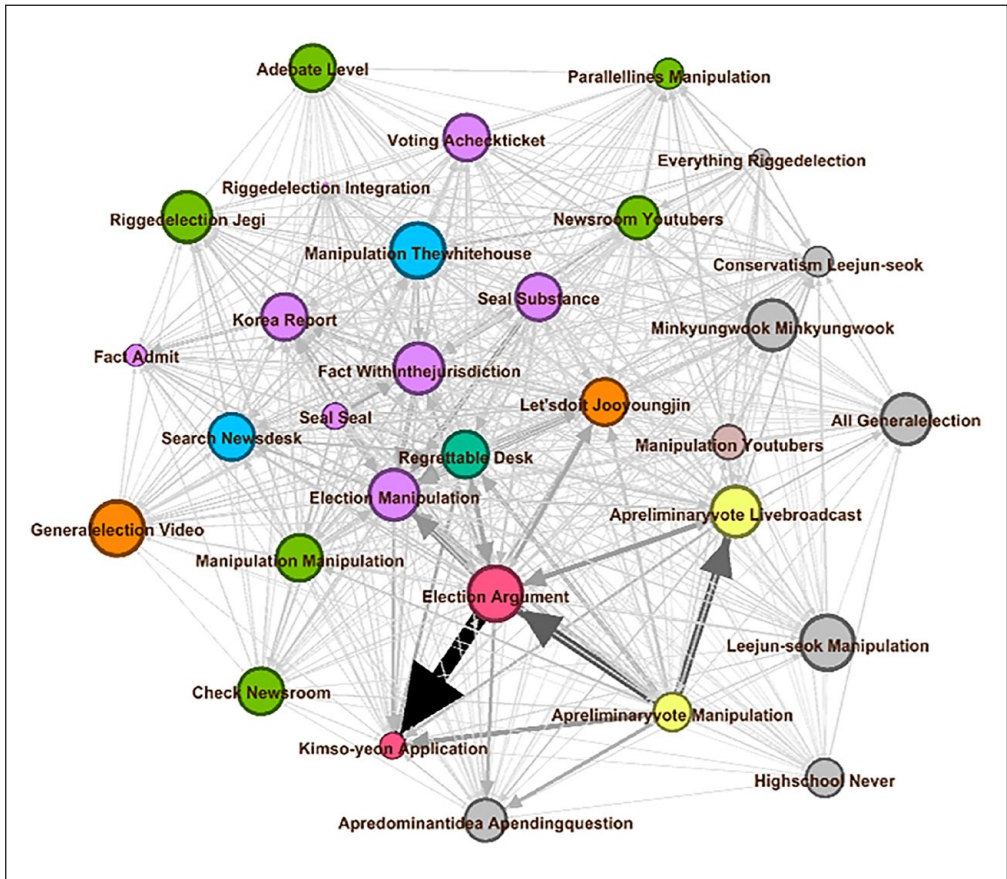 Adebate Level
Parallellines Manipulation
Voting Acheckticket
Everything Riggedelection
Riggedelection Integration
Riggedelection Jegi
Newsroom Youtubers
Manipulation Thewhitehouse
Conservatism Leejun-seok
Seal Substance
Korea Report
Minkyungwook Minkyungwook
Fact Admit
Fact Withinthejurisdiction
Let'sdoit Jooyoungjin
Seal Seal
All Generalelection
Search Newsdesk
Manipulation Youtubers
Regrettable Desk
Election Manipulation
Apreliminaryvote Livebroadcast
Generalelection Video
Manipulation Manipulation
Election Argument
Leejun-seok Manipulation
Check Newsroom
Apreliminaryvote Manipulation
Kimso-yeon Application
Highschool Never
Apredominantidea Apendingquestion